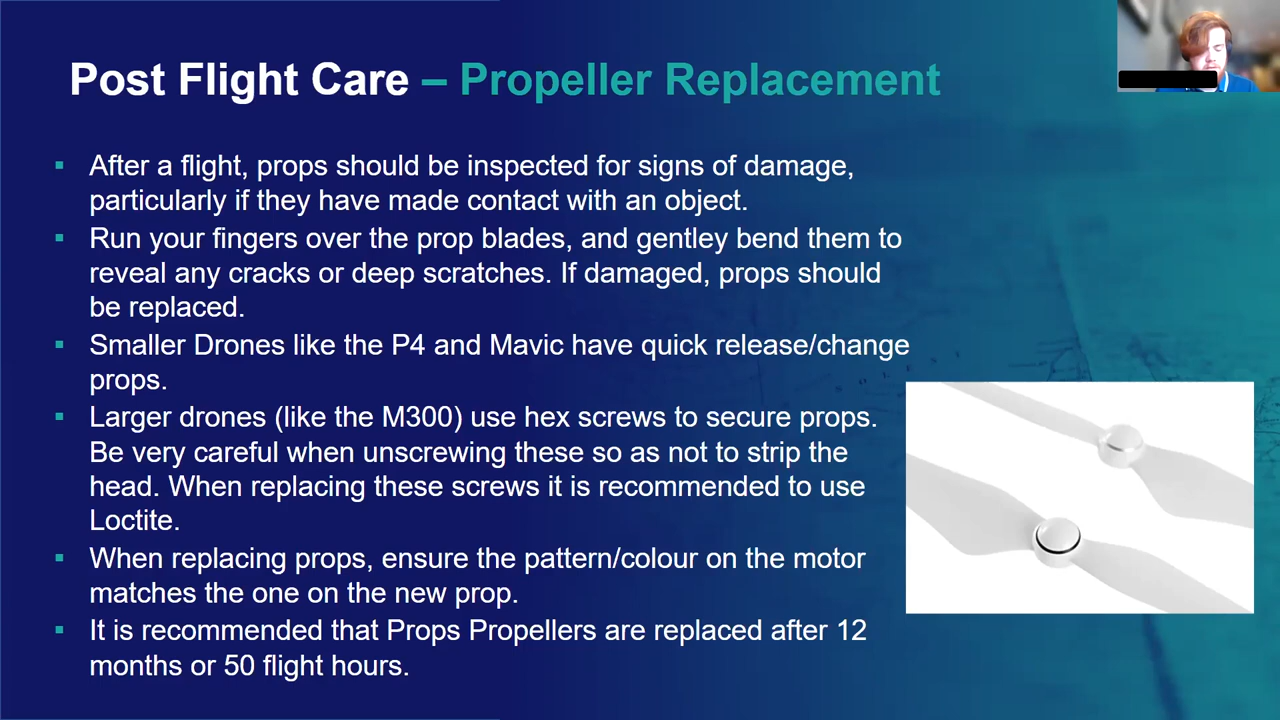 Post Flight Care – Propeller Replacement
▪ After a flight, props should be inspected for signs of damage,
particularly if they have made contact with an object.
▪ Run your fingers over the prop blades, and gentley bend them to
reveal any cracks or deep scratches. If damaged, props should
be replaced.
▪ Smaller Drones like the P4 and Mavic have quick release/change
props.
▪ Larger drones (like the M300) use hex screws to secure props.
Be very careful when unscrewing these so as not to strip the
head. When replacing these screws it is recommended to use
Loctite.
▪ When replacing props, ensure the pattern/colour on the motor
matches the one on the new prop.
▪ It is recommended that Props Propellers are replaced after 12
months or 50 flight hours.